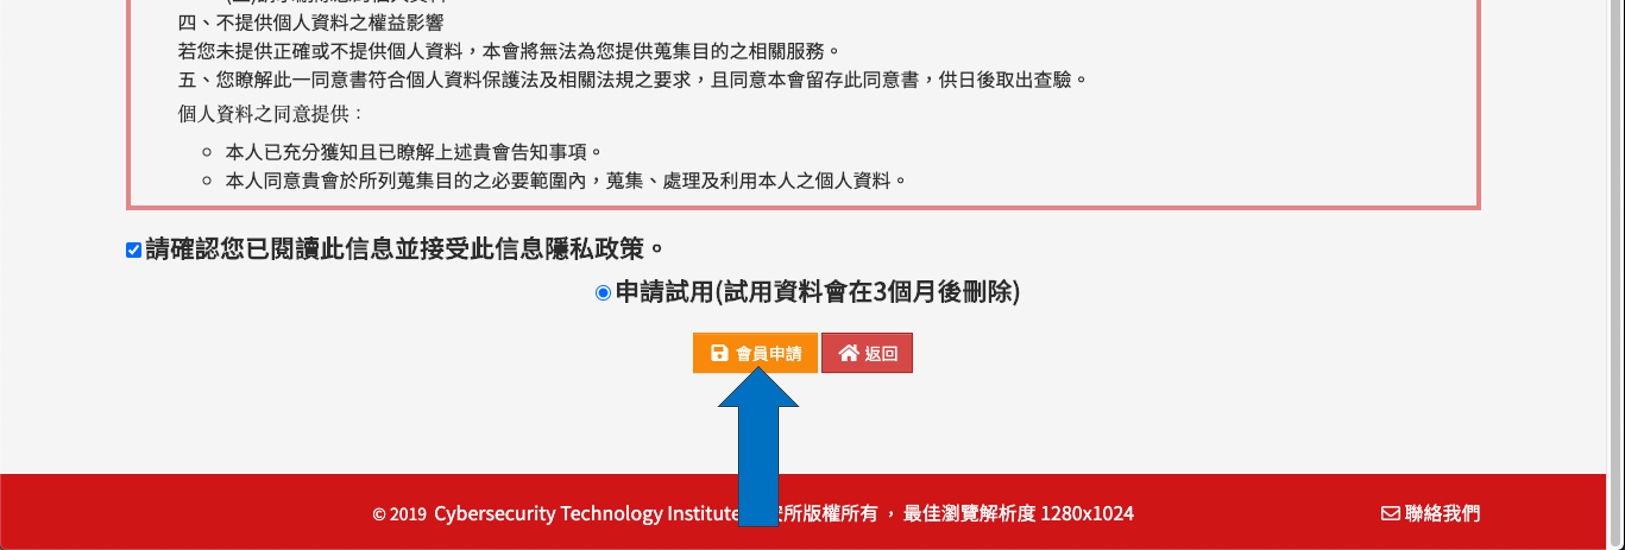 四、不提供個人資料之權益影響
若您未提供正確或不提供個人資料，本會將無法為您提供蒐集目的之相關服務。
五、您瞭解此一同意書符合個人資料保護法及相關法規之要求，且同意本會留存此同意書，供日後取出查驗。
個人資料之同意提供：
本人已充分獲知且已瞭解上述貴會告知事項。
本人同意貴會於所列蒐集目的之必要範圍內，蒐集、處理及利用本人之個人資料。
請確認您已閱讀此信息並接受此信息隱私政策。
申請試用(試用資料會在3個月後刪除)
會員申請 返回
© 2019 Cybersecurity Technology Institute 安所版權所有 ， 最佳瀏覽解析度 1280x1024 聯絡我們